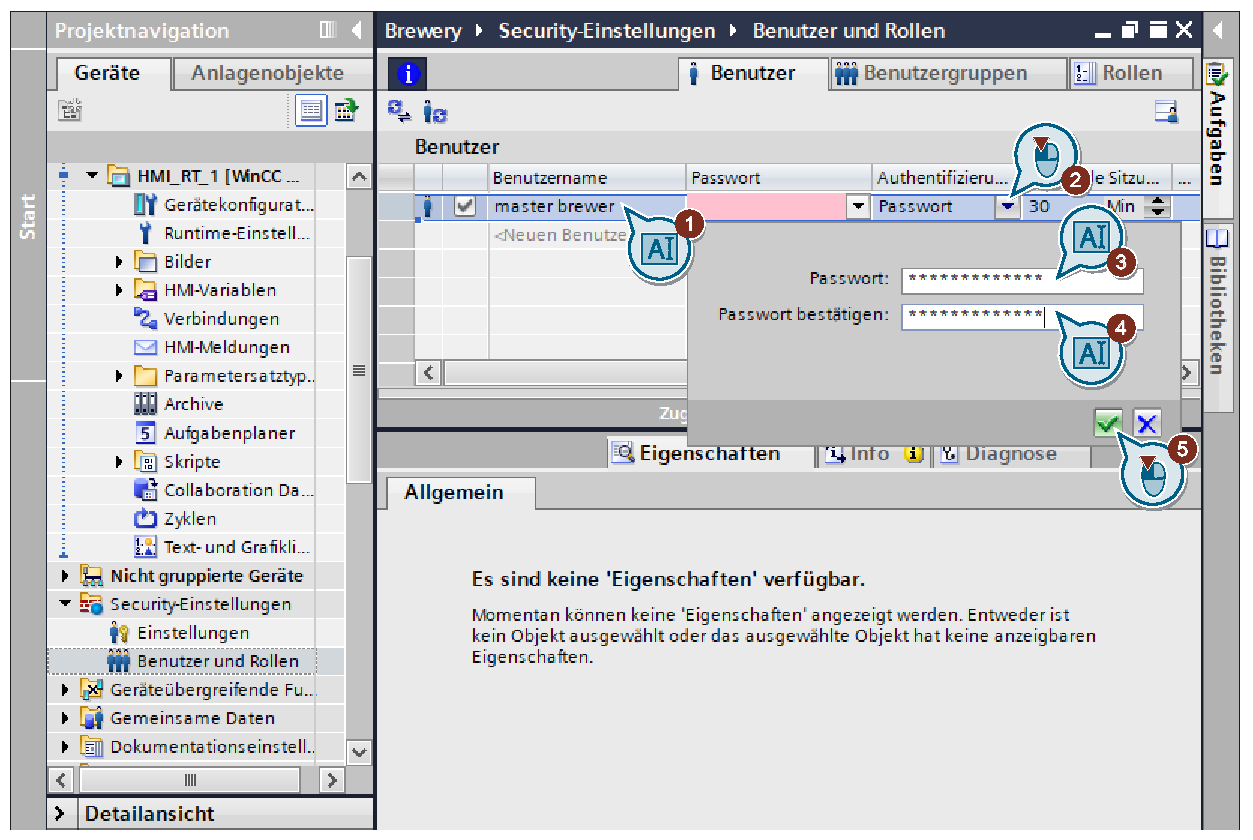 Projektnavigation
Brewery ▸ Security-Einstellungen ▸ Benutzer und Rollen
Geräte
Anlagenobjekte
Benutzer
Benutzergruppen
Rollen
Start
Aufgaben
Bibliotheken
Benutzer
Benutzername
Passwort
Authentifizieru...
le Sitzu...
...
master brewer
Passwort
30
Min
<Neuen Benutze
1
2
3
4
5
AI
AI
AI
Passwort: *************
Passwort bestätigen: *************
Zug
HMI_RT_1 [WinCC ...
Gerätekonfigurat...
Runtime-Einstell...
Bilder
HMI-Variablen
Verbindungen
HMI-Meldungen
Parametersatztyp..
Archive
Aufgabenplaner
Skripte
Collaboration Da...
Zyklen
Text- und Grafikli...
Nicht gruppierte Geräte
Security-Einstellungen
Einstellungen
Benutzer und Rollen
Geräteübergreifende Fu...
Gemeinsame Daten
Dokumentationseinstell..
Detailansicht
Eigenschaften
Info
Diagnose
Allgemein
Es sind keine 'Eigenschaften' verfügbar.
Momentan können keine 'Eigenschaften' angezeigt werden. Entweder ist
kein Objekt ausgewählt oder das ausgewählte Objekt hat keine anzeigbaren
Eigenschaften.